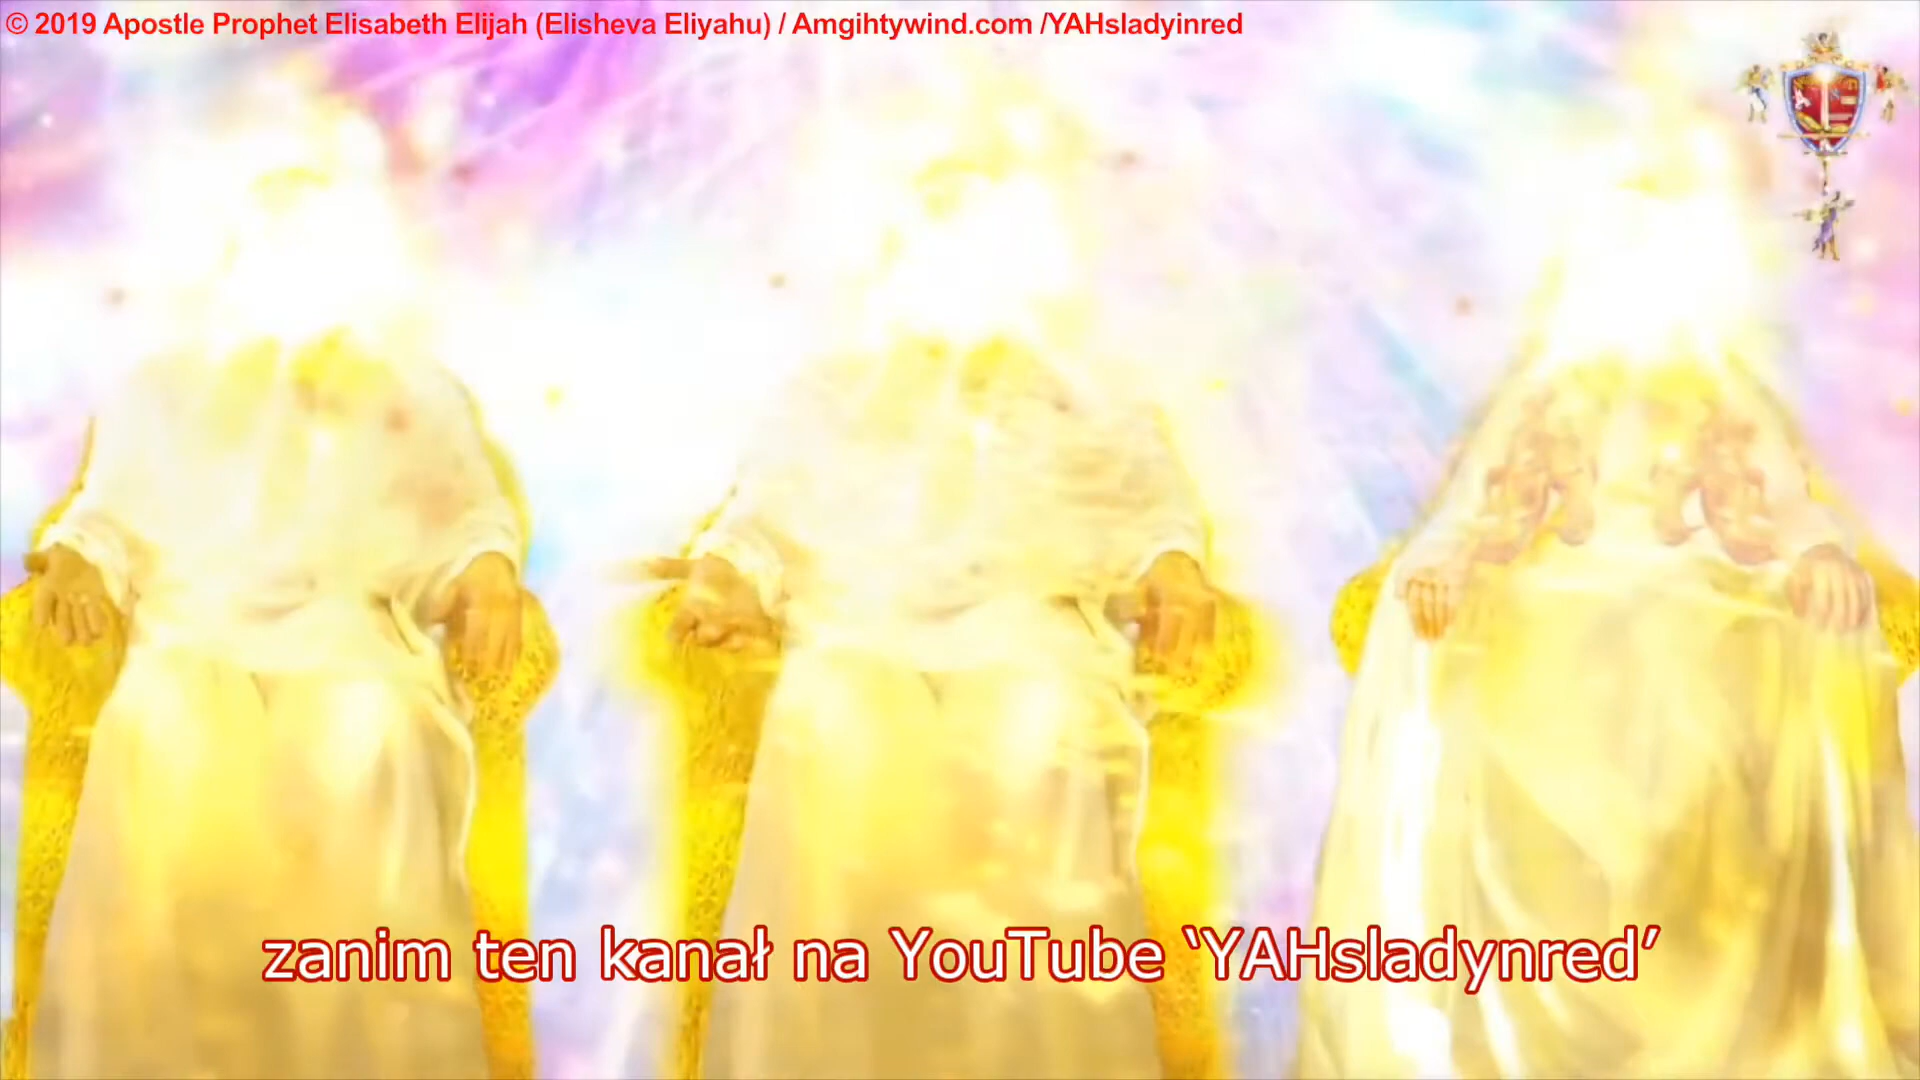 © 2019 Apostle Prophet Elisabeth Elijah (Elisheva Eliyahu) / Amgihtywind.com /YAHsladyinred
zanim ten kanał na YouTube ‘YAHsladynred’